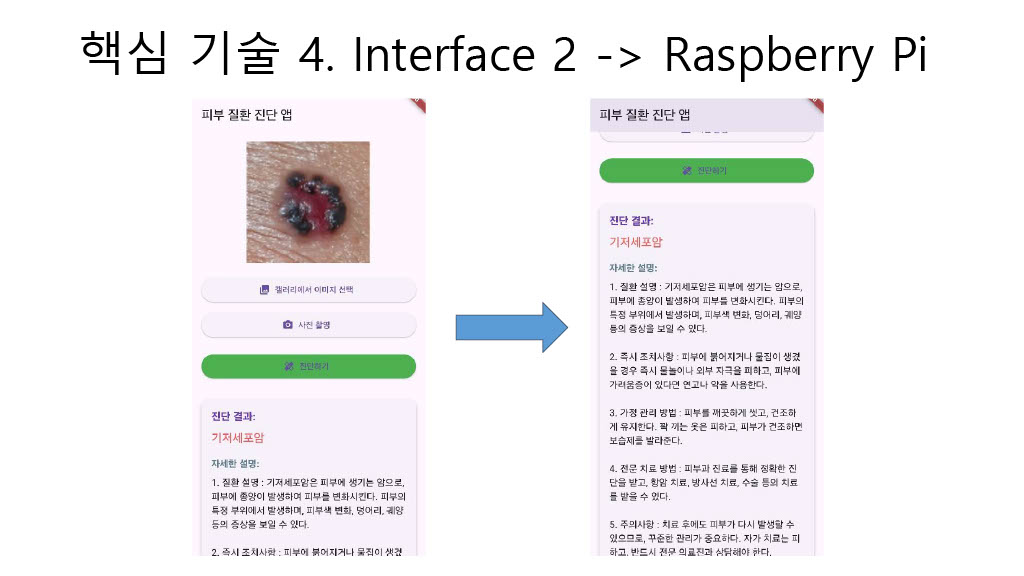 핵심 기술 4. Interface 2 -> Raspberry Pi
피부 질환 진단 앱
갤러리에서 이미지 선택
사진 촬영
진단하기
진단 결과:
기저세포암
자세한 설명:
1. 질환 설명 : 기저세포암은 피부에 생기는 암으로,
피부에 종양이 발생하여 피부를 변화시킨다. 피부의
특정 부위에서 발생하며, 피부색 변화, 덩어리, 궤양
등의 증상을 보일 수 있다.
2. 즉시 조치사항 : 피부에 붉어지거나 물집이 생겼
피부 질환 진단 앱
진단하기
진단 결과:
기저세포암
자세한 설명:
1. 질환 설명 : 기저세포암은 피부에 생기는 암으로,
피부에 종양이 발생하여 피부를 변화시킨다. 피부의
특정 부위에서 발생하며, 피부색 변화, 덩어리, 궤양
등의 증상을 보일 수 있다.
2. 즉시 조치사항 : 피부에 붉어지거나 물집이 생겼
을 경우 즉시 물놀이나 외부 자극을 피하고, 피부에
가려움증이 있다면 연고나 약을 사용한다.
3. 가정 관리 방법 : 피부를 깨끗하게 씻고, 건조하
게 유지한다. 꽉 끼는 옷은 피하고, 피부가 건조하면
보습제를 발라준다.
4. 전문 치료 방법 : 피부과 진료를 통해 정확한 진
단을 받고, 항암 치료, 방사선 치료, 수술 등의 치료
를 받을 수 있다.
5. 주의사항 : 치료 후에도 피부가 다시 발생할 수
있으므로, 꾸준한 관리가 중요하다. 자가 치료는 피
하고, 반드시 전문 의료진과 상담해야 한다.